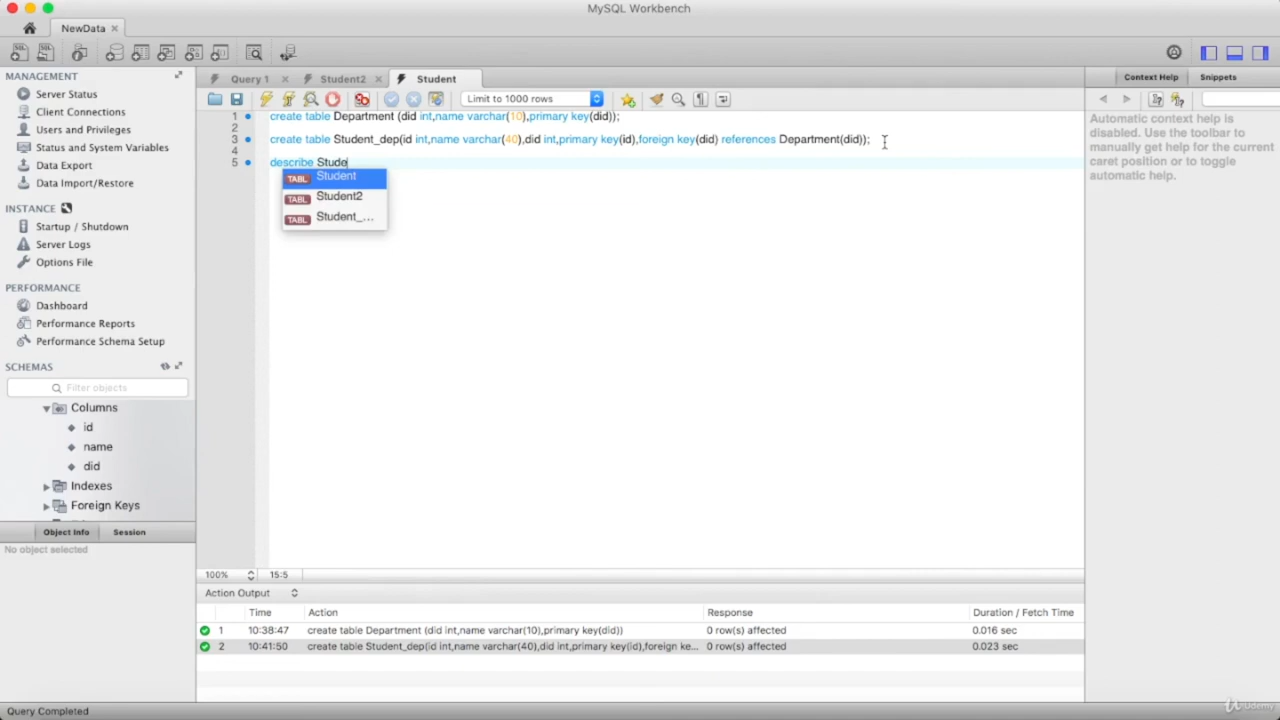 MySQL Workbench
NewData
Query 1
Student2
Student
MANAGEMENT
Server Status
Client Connections
Users and Privileges
Status and System Variables
Data Export
Data Import/Restore
INSTANCE
Startup / Shutdown
Server Logs
Options File
PERFORMANCE
Dashboard
Performance Reports
Performance Schema Setup
SCHEMAS
Filter objects
Columns
id
name
did
Indexes
Foreign Keys
Object Info Session
No object selected
Limit to 1000 rows
1 create table Department (did int,name varchar(10),primary key(did));
2
3 create table Student_dep(id int,name varchar(40),did int,primary key(id),foreign key(did) references Department(did));
4
5 describe Stude
TABL Student
TABL Student2
TABL Student_...
100% 15:5
Action Output
Time Action Response Duration / Fetch Time
1 10:38:47 create table Department (did int,name varchar(10),primary key(did)) 0 row(s) affected 0.016 sec
2 10:41:50 create table Student_dep(id int,name varchar(40),did int,primary key(id),foreign ke... 0 row(s) affected 0.023 sec
Context Help Snippets
Automatic context help is
disabled. Use the toolbar to
manually get help for the current
caret position or to toggle
automatic help.
Query Completed
Udemy